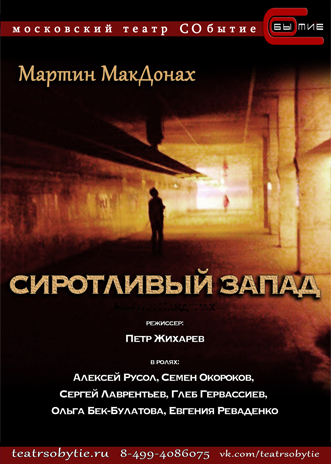 московский театр СОбытие
СОБЫТИЕ
Мартин МакДонах
СИРОТЛИВЫЙ ЗАПАД
РЕЖИССЕР:
ПЕТР ЖИХАРЕВ
В РОЛЯХ:
АЛЕКСЕЙ РУСОЛ, СЕМЕН ОКОРОКОВ,
СЕРГЕЙ ЛАВРЕНТЬЕВ, ГЛЕБ ГЕРВАССИЕВ,
ОЛЬГА БЕК-БУЛАТОВА, ЕВГЕНИЯ РЕВАДЕНКО
teatrsobytie.ru 8-499-4086075 vk.com/teatrsobytie